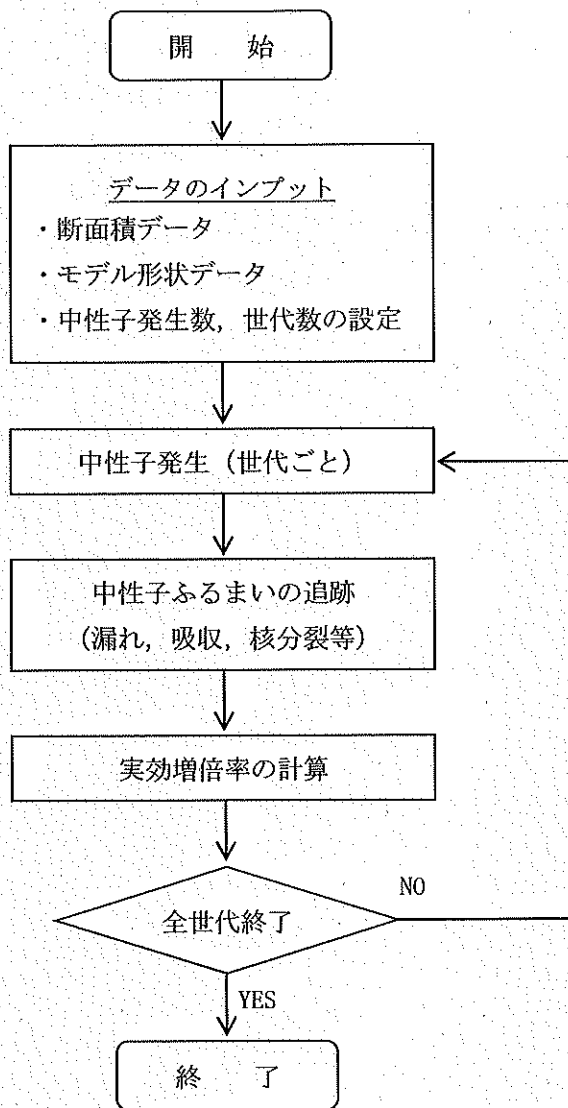 開　始
データのインプット
・断面積データ
・モデル形状データ
・中性子発生数，世代数の設定
中性子発生（世代ごと）
中性子ふるまいの追跡
（漏れ，吸収，核分裂等）
実効増倍率の計算
全世代終了
NO
YES
終　了